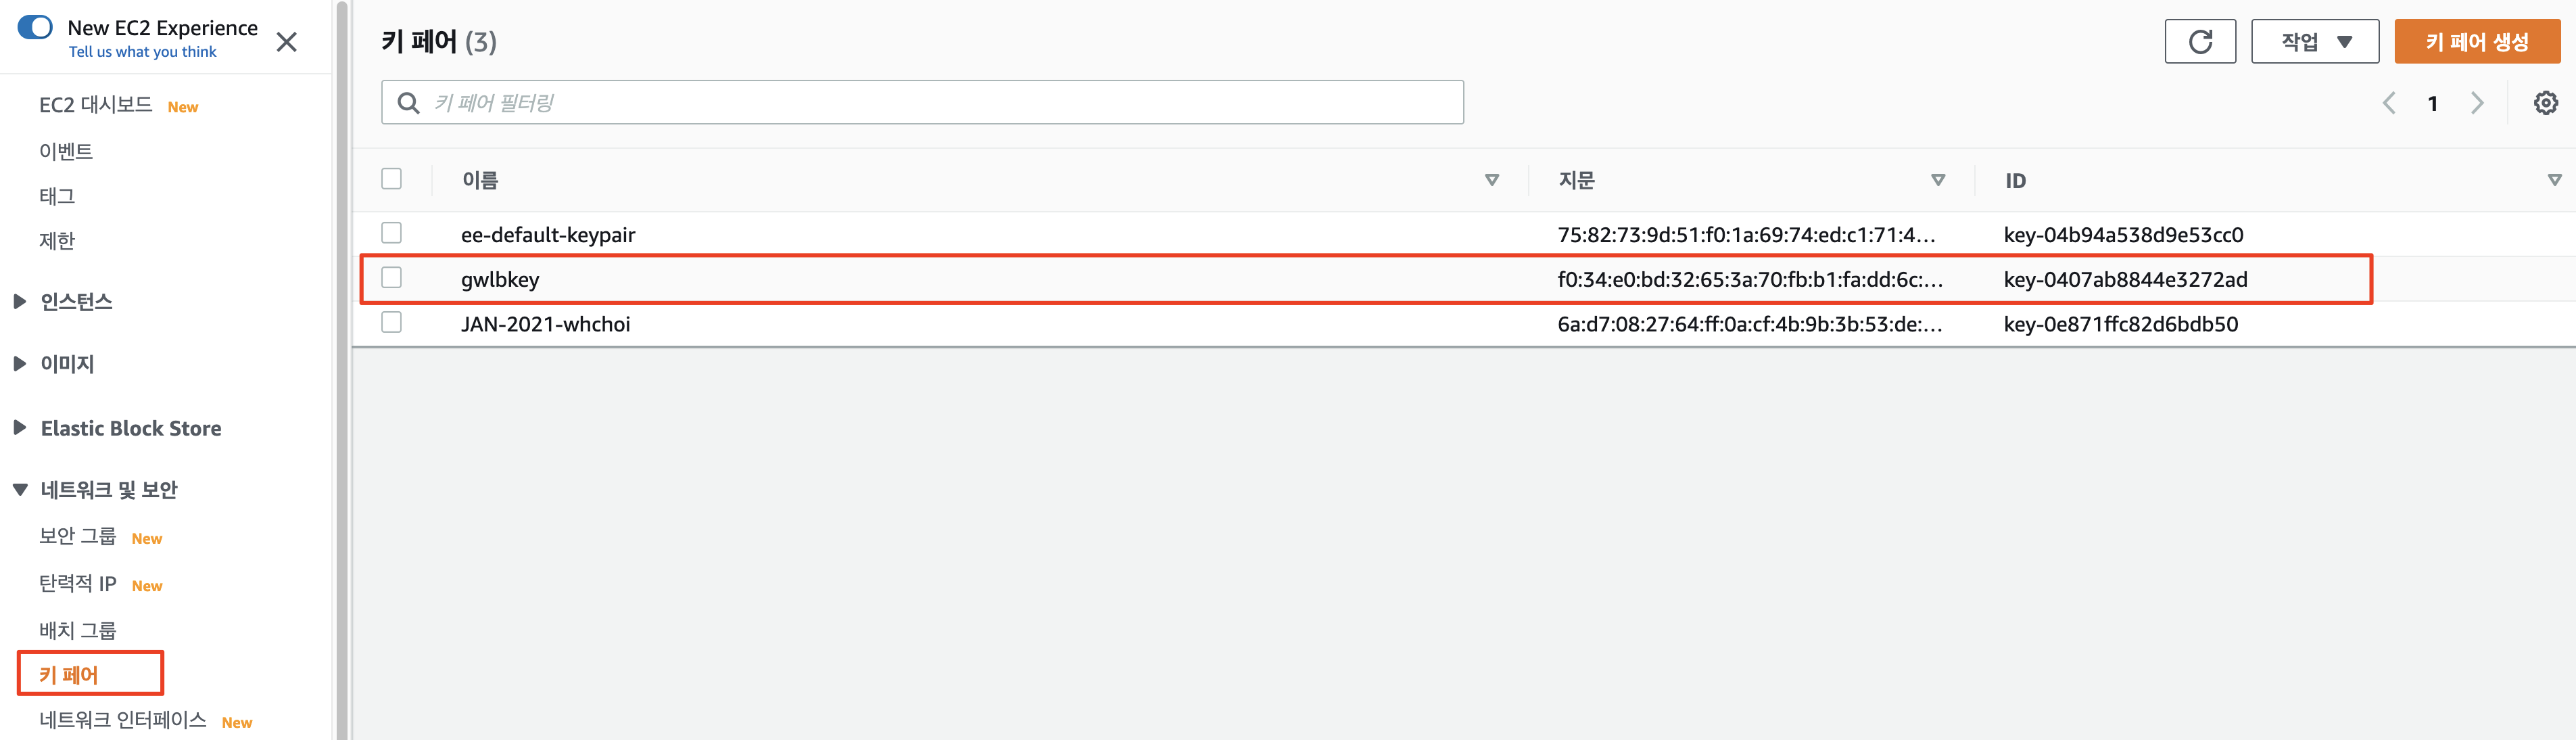 New EC2 Experience
Tell us what you think
EC2 대시보드 New
이벤트
태그
제한
인스턴스
이미지
Elastic Block Store
네트워크 및 보안
보안 그룹 New
탄력적 IP New
배치 그룹
키 페어
네트워크 인터페이스 New
키 페어 (3)
작업
키 페어 생성
키 페어 필터링
1
이름 지문 ID
ee-default-keypair 75:82:73:9d:51:f0:1a:69:74:ed:c1:71:4... key-04b94a538d9e53cc0
gwlbkey f0:34:e0:bd:32:65:3a:70:fb:b1:fa:dd:6c:... key-0407ab8844e3272ad
JAN-2021-whchoi 6a:d7:08:27:64:ff:0a:cf:4b:9b:3b:53:de:... key-0e871ffc82d6bdb50